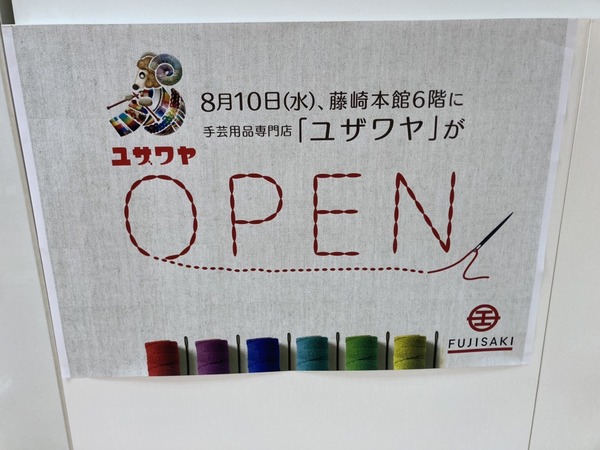 8月10日(水)、藤崎本館6階に
手芸用品専門店「ユザワヤ」が
ユザワヤ
OPEN
FUJISAKI